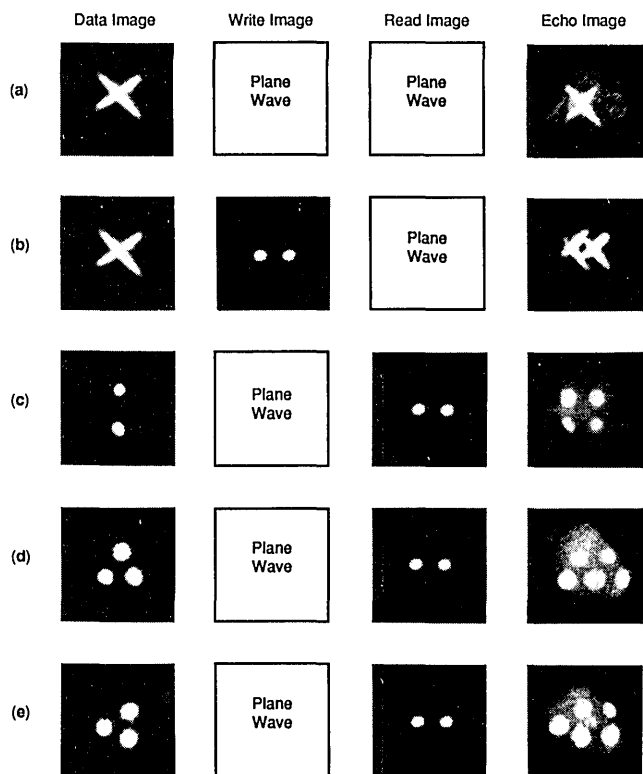 Data Image Write Image Read Image Echo Image
(a)
Plane
Wave
Plane
Wave
(b)
Plane
Wave
(c)
Plane
Wave
(d)
Plane
Wave
(e)
Plane
Wave